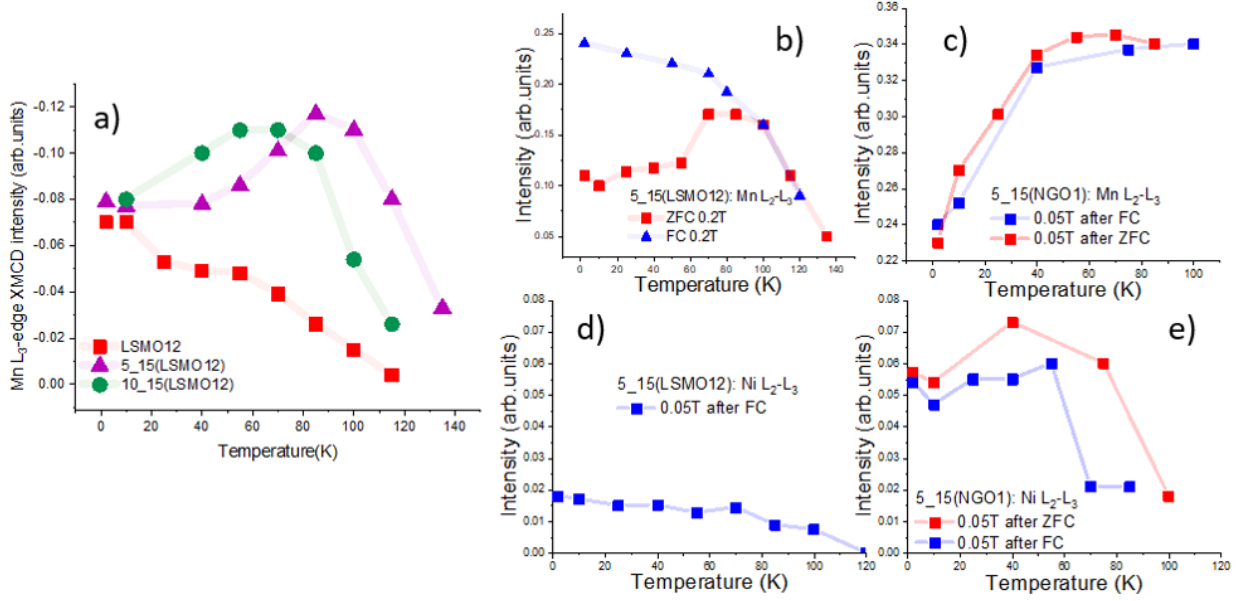 a)
Mn L3-edge XMCD intensity (arb.units)
-0.12
-0.10
-0.08
-0.06
-0.04
-0.02
0.00
LSMO12
5_15(LSMO12)
10_15(LSMO12)
0 20 40 60 80 100 120 140
Temperature(K)
b)
Intensity (arb.units)
0.25
0.20
0.15
0.10
0.05
5_15(LSMO12): Mn L2-L3
ZFC 0.2T
FC 0.2T
0 20 40 60 80 100 120 140
Temperature (K)
c)
Intensity (arb.units)
0.36
0.34
0.32
0.30
0.28
0.26
0.24
0.22
5_15(NGO1): Mn L2-L3
0.05T after FC
0.05T after ZFC
0 20 40 60 80 100
Temperature (K)
d)
Intensity (arb.units)
0.08
0.07
0.06
0.05
0.04
0.03
0.02
0.01
0.00
5_15(LSMO12): Ni L2-L3
0.05T after FC
0 20 40 60 80 100 120
Temperature (K)
e)
Intensity (arb.units)
0.08
0.07
0.06
0.05
0.04
0.03
0.02
0.01
0.00
5_15(NGO1): Ni L2-L3
0.05T after ZFC
0.05T after FC
0 20 40 60 80 100 120
Temperature (K)